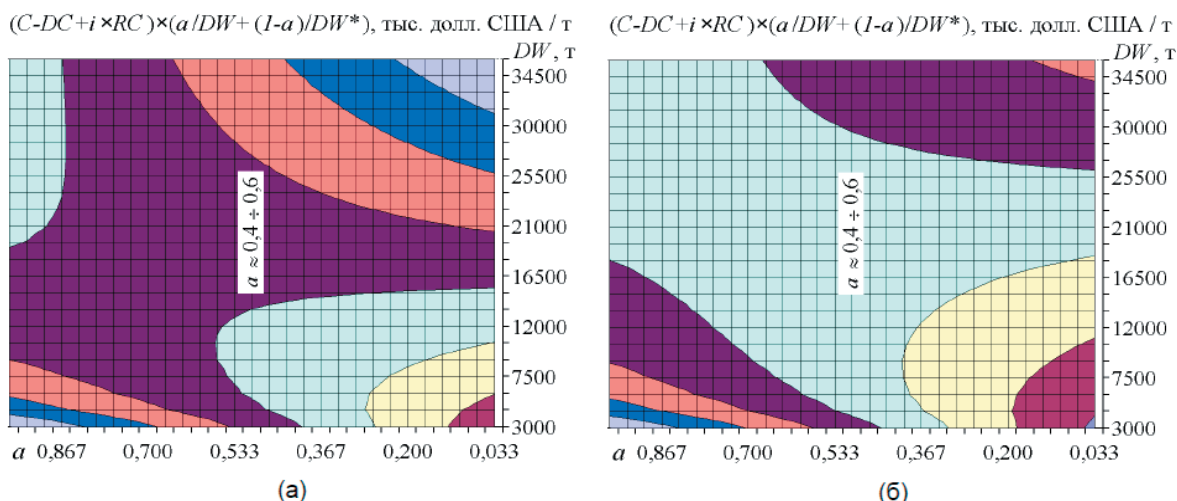 (C-DC+i×RC)×(a/DW+(1-a)/DW*), тыс. долл. США / т
DW, т
34500
30000
25500
21000
16500
12000
7500
3000
a ≈ 0,4 ÷ 0,6
a 0,867 0,700 0,533 0,367 0,200 0,033
(а)
(C-DC+i×RC)×(a/DW+(1-a)/DW*), тыс. долл. США / т
DW, т
34500
30000
25500
21000
16500
12000
7500
3000
a ≈ 0,4 ÷ 0,6
a 0,867 0,700 0,533 0,367 0,200 0,033
(б)